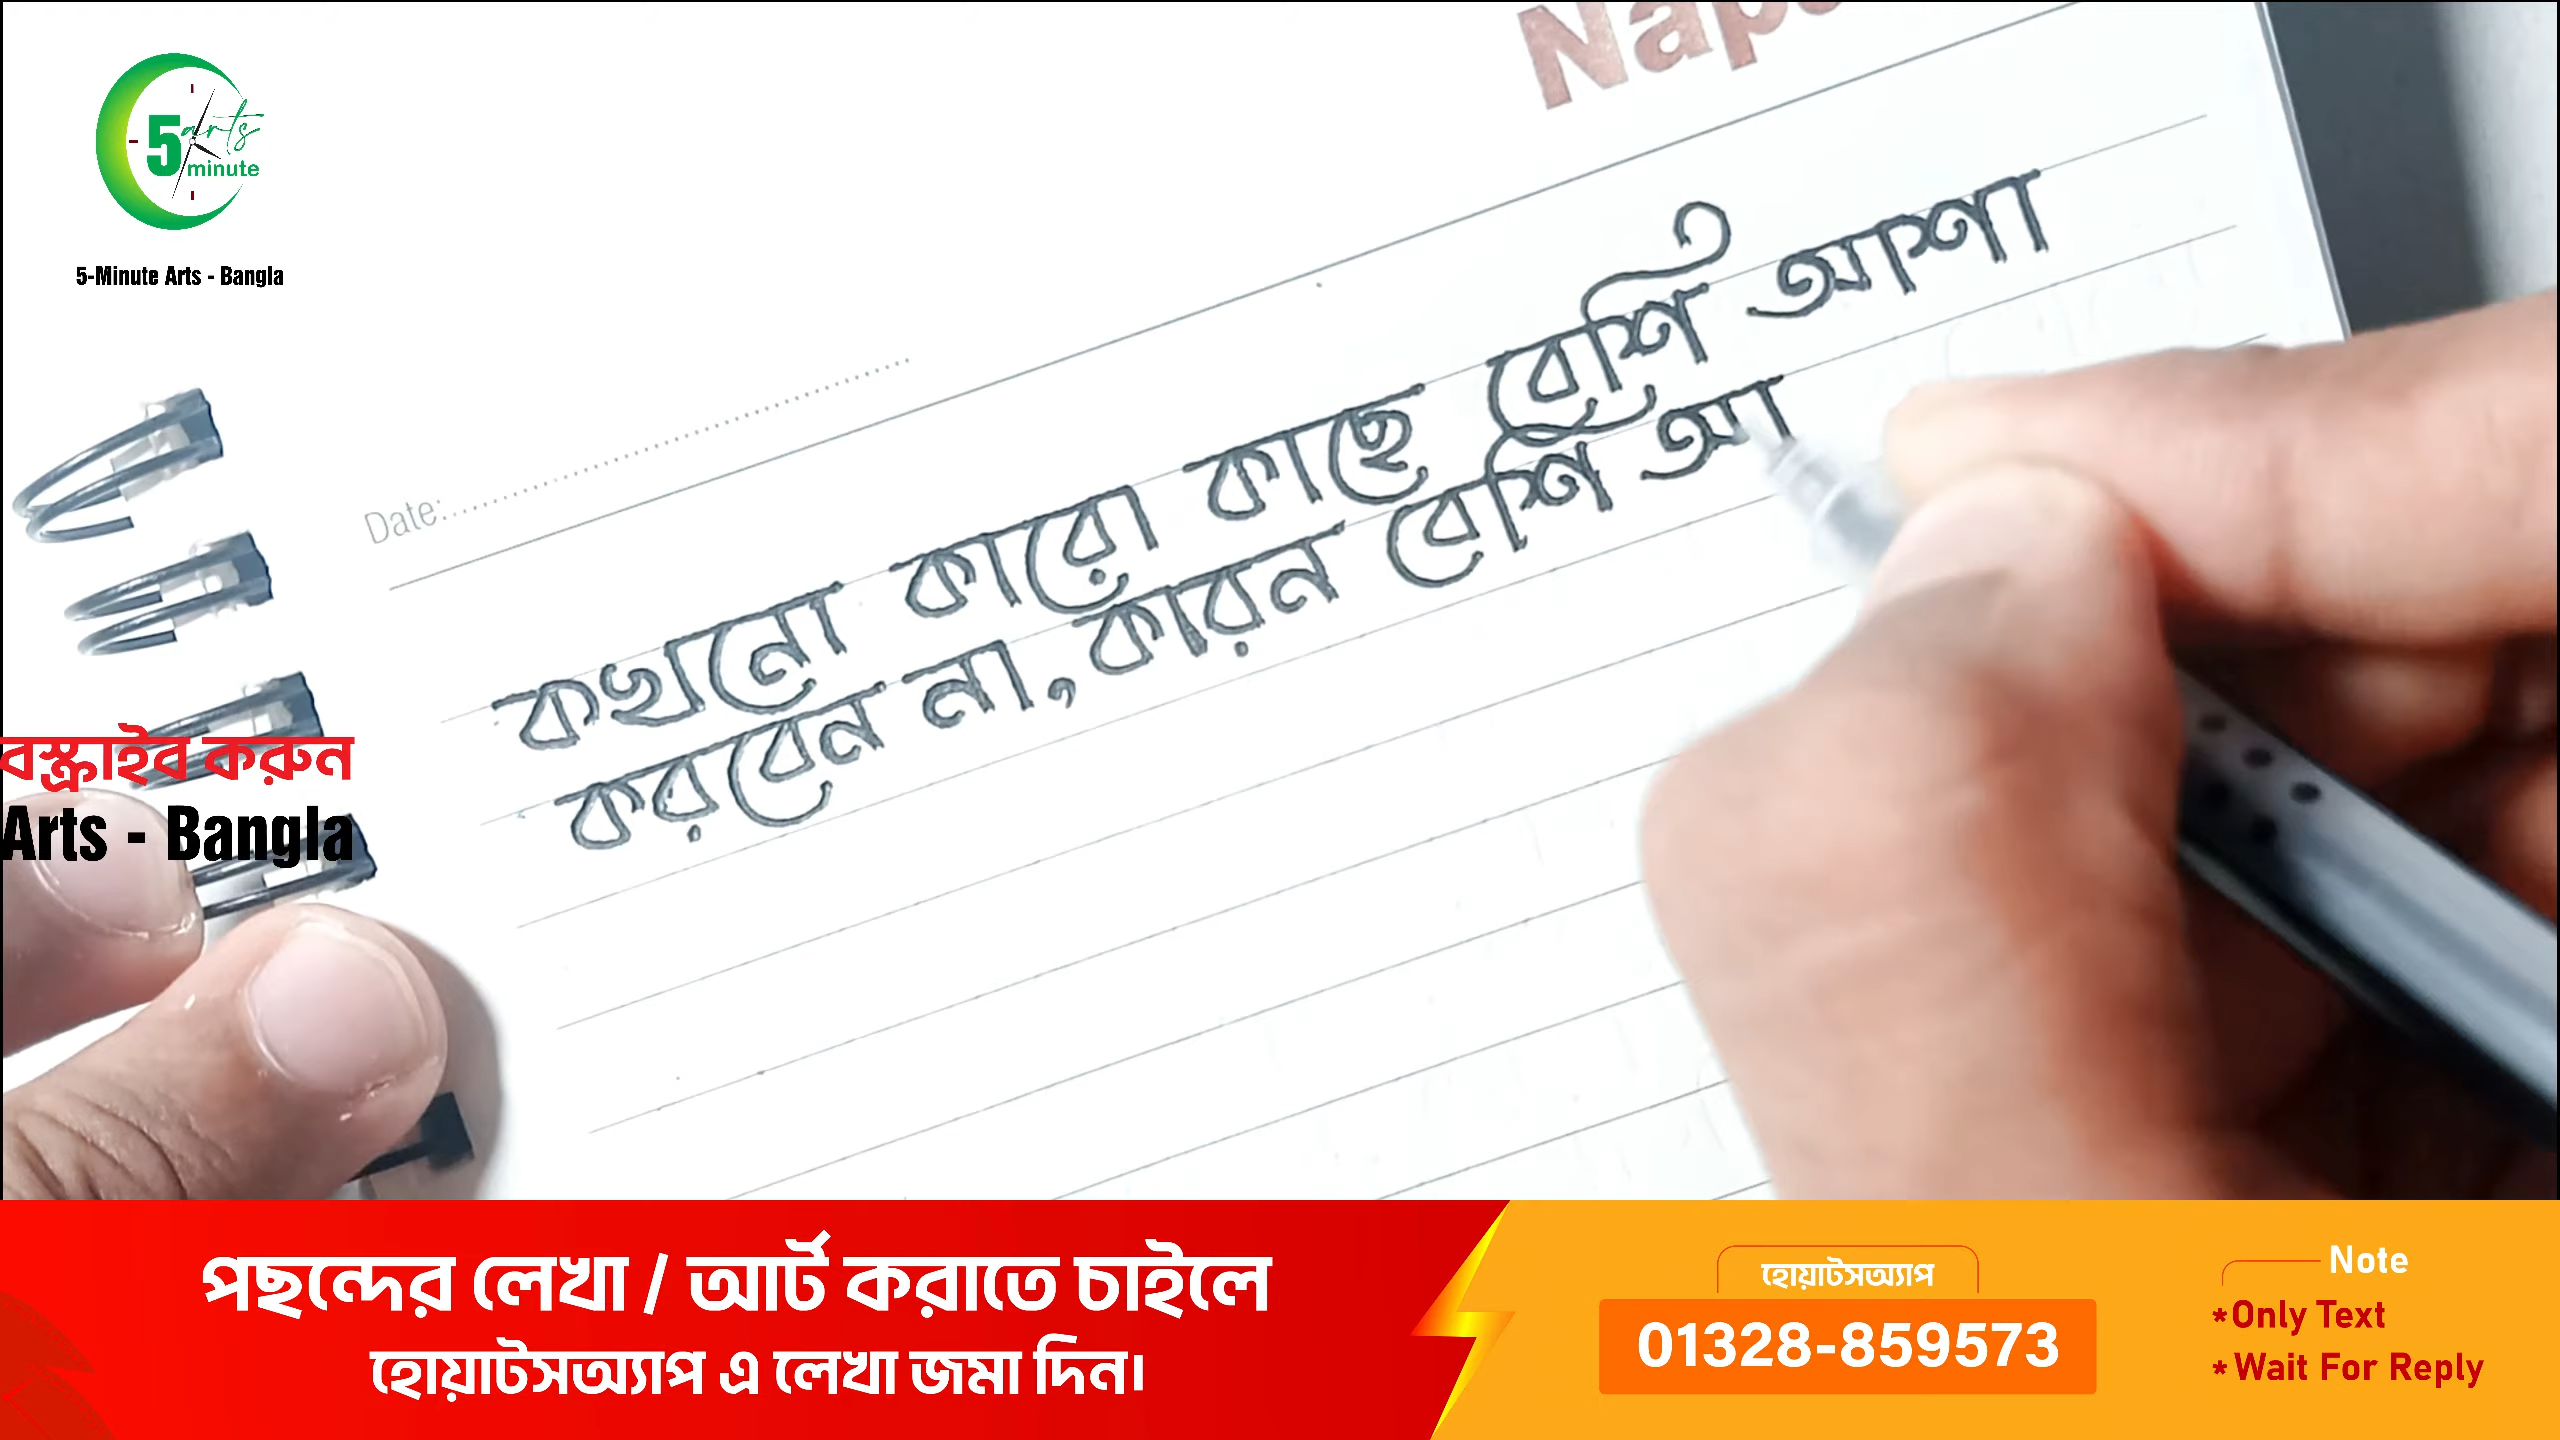 5 arts
minute
5-Minute Arts - Bangla
Date:
কখনো কারো কাছে বেশি আশা
করবেন না, কারন বেশি আ
বস্ক্রাইব করুন
Arts - Bangla
পছন্দের লেখা / আর্ট করাতে চাইলে
হোয়াটসঅ্যাপ এ লেখা জমা দিন।
হোয়াটসঅ্যাপ
01328-859573
Note
*Only Text
*Wait For Reply